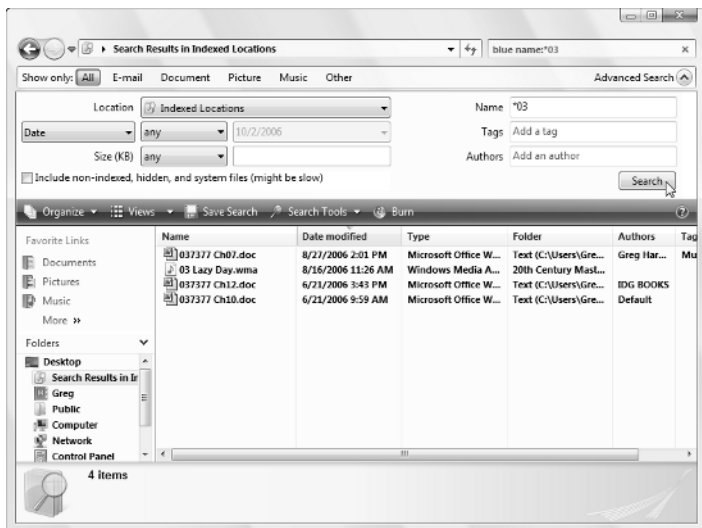 Search Results in Indexed Locations
blue name:*03
Show only: All E-mail Document Picture Music Other Advanced Search
Location Indexed Locations Name *03
Date any 10/2/2006 Tags Add a tag
Size (KB) any Authors Add an author
Include non-indexed, hidden, and system files (might be slow) Search
Organize Views Save Search Search Tools Burn
Favorite Links
Documents
Pictures
Music
More »
Folders
Desktop
Search Results in Ir
Greg
Public
Computer
Network
Control Panel
Name Date modified Type Folder Authors Tag
037377 Ch07.doc 8/27/2006 2:01 PM Microsoft Office W... Text (C:\Users\Gre... Greg Har... Mu
03 Lazy Day.wma 8/16/2006 11:26 AM Windows Media A... 20th Century Mast...
037377 Ch12.doc 6/21/2006 3:43 PM Microsoft Office W... Text (C:\Users\Gre... IDG BOOKS
037377 Ch10.doc 6/21/2006 9:59 AM Microsoft Office W... Text (C:\Users\Gre... Default
4 items